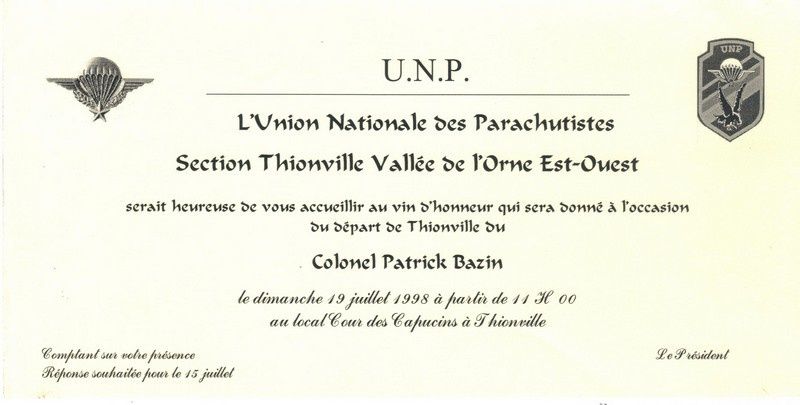 U.N.P.
UNP
L'Union Nationale des Parachutistes
Section Thionville Vallée de l'Orne Est-Ouest
serait heureuse de vous accueillir au vin d'honneur qui sera donné à l'occasion
du départ de Thionville du
Colonel Patrick Bazin
le dimanche 19 juillet 1998 à partir de 11 H 00
au local Cour des Capucins à Thionville
Comptant sur votre présence
Réponse souhaitée pour le 15 juillet
Le Président